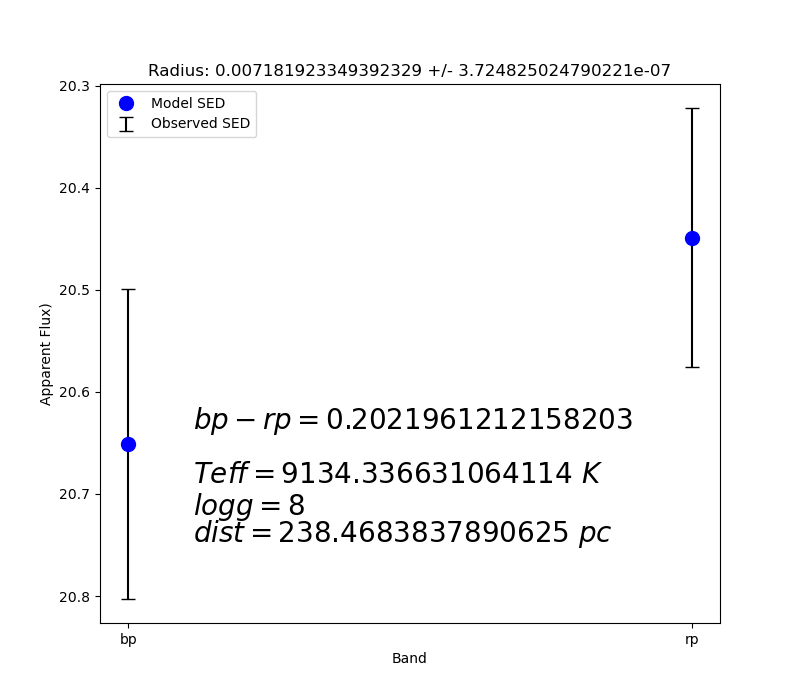 Radius: 0.007181923349392329 +/- 3.724825024790221e-07
Model SED
Observed SED
20.3
20.4
20.5
20.6
20.7
20.8
Apparent Flux)
bp − rp = 0.2021961212158203
Teff = 9134.336631064114 K
logg = 8
dist = 238.4683837890625 pc
bp
rp
Band